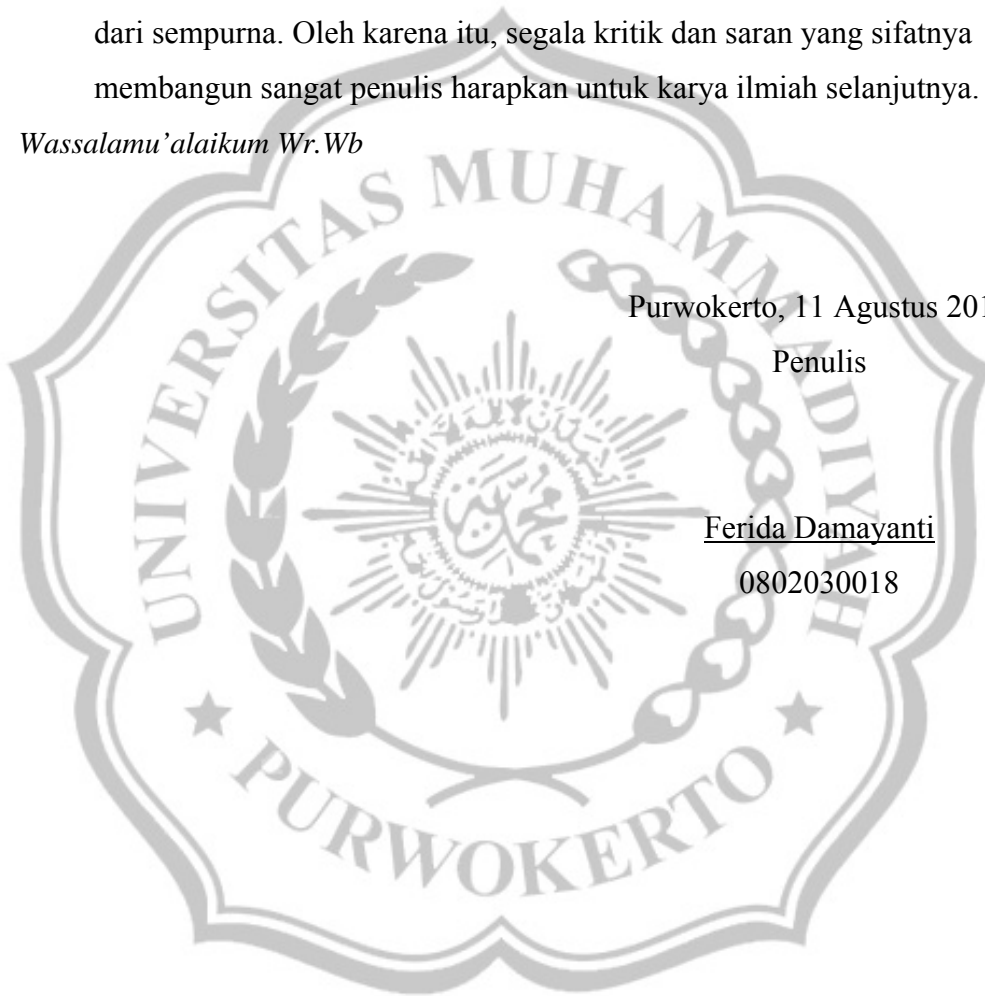 dari sempurna. Oleh karena itu, segala kritik dan saran yang sifatnya
membangun sangat penulis harapkan untuk karya ilmiah selanjutnya.
Wassalamu’alaikum Wr.Wb
UNIVERSITAS MUHAMMADIYAH
Purwokerto, 11 Agustus 201
Penulis
Ferida Damayanti
0802030018
PURWOKERTO